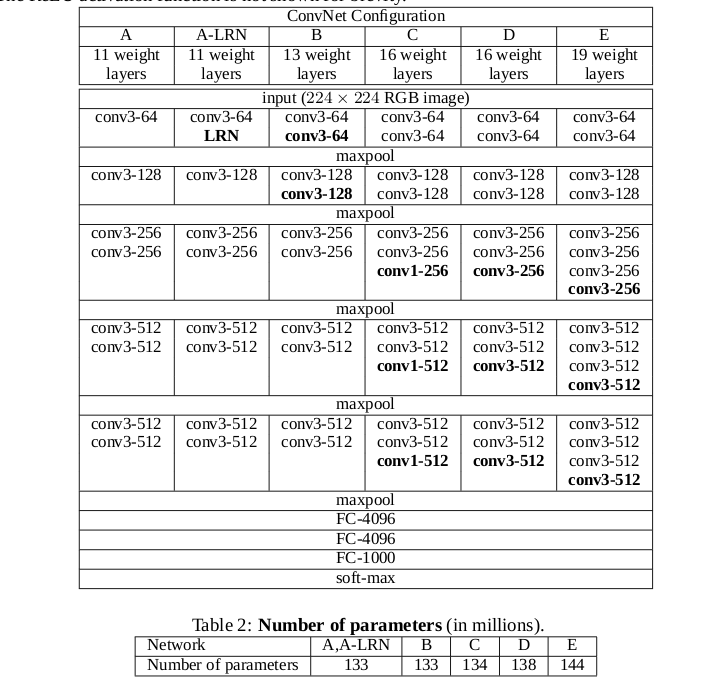 ConvNet Configuration
A A-LRN B C D E
11 weight 11 weight 13 weight 16 weight 16 weight 19 weight
layers layers layers layers layers layers
input (224 × 224 RGB image)
conv3-64 conv3-64 conv3-64 conv3-64 conv3-64 conv3-64
LRN conv3-64 conv3-64 conv3-64 conv3-64
maxpool
conv3-128 conv3-128 conv3-128 conv3-128 conv3-128 conv3-128
conv3-128 conv3-128 conv3-128 conv3-128
maxpool
conv3-256 conv3-256 conv3-256 conv3-256 conv3-256 conv3-256
conv3-256 conv3-256 conv3-256 conv3-256 conv3-256 conv3-256
conv1-256 conv3-256 conv3-256
conv3-256
maxpool
conv3-512 conv3-512 conv3-512 conv3-512 conv3-512 conv3-512
conv3-512 conv3-512 conv3-512 conv3-512 conv3-512 conv3-512
conv1-512 conv3-512 conv3-512
conv3-512
maxpool
conv3-512 conv3-512 conv3-512 conv3-512 conv3-512 conv3-512
conv3-512 conv3-512 conv3-512 conv3-512 conv3-512 conv3-512
conv1-512 conv3-512 conv3-512
conv3-512
maxpool
FC-4096
FC-4096
FC-1000
soft-max
Table 2: Number of parameters (in millions).
Network A,A-LRN B C D E
Number of parameters 133 133 134 138 144